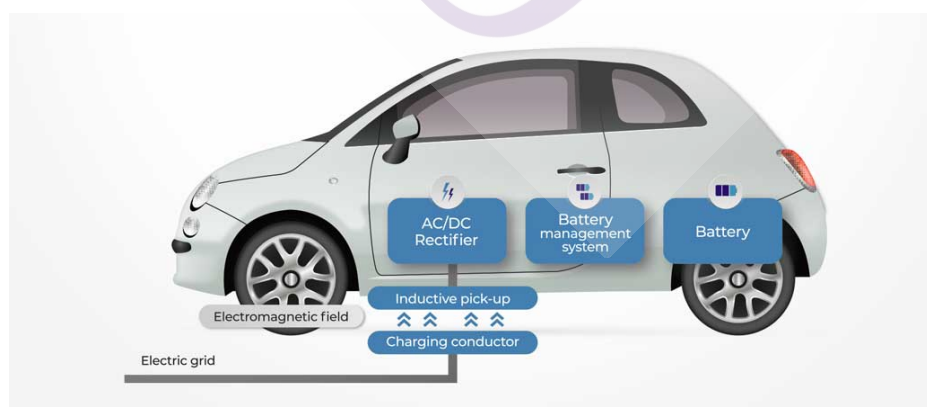 AC/DC
Rectifier
Battery
management
system
Battery
Inductive pick-up
Electromagnetic field
Charging conductor
Electric grid